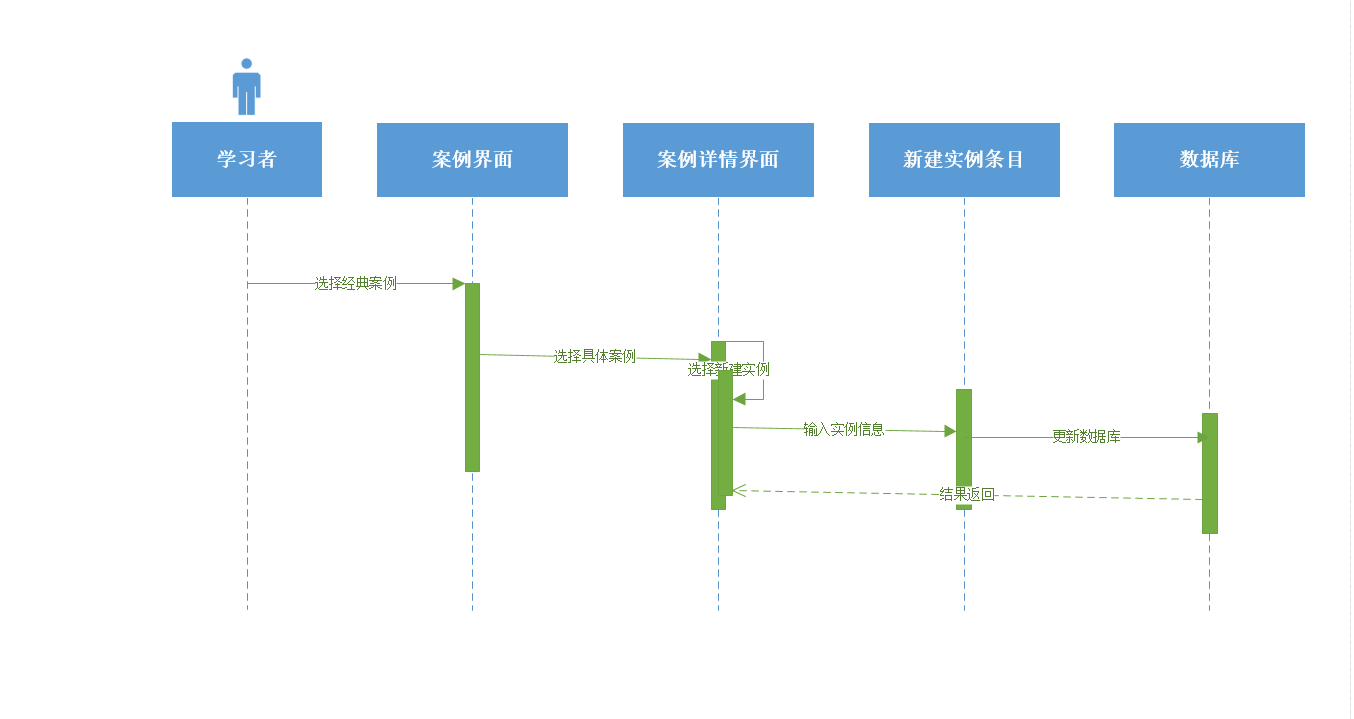 学习者
案例界面
案例详情界面
新建实例条目
数据库
选择经典案例
选择具体案例
选择新建实例
输入实例信息
更新数据库
结果返回